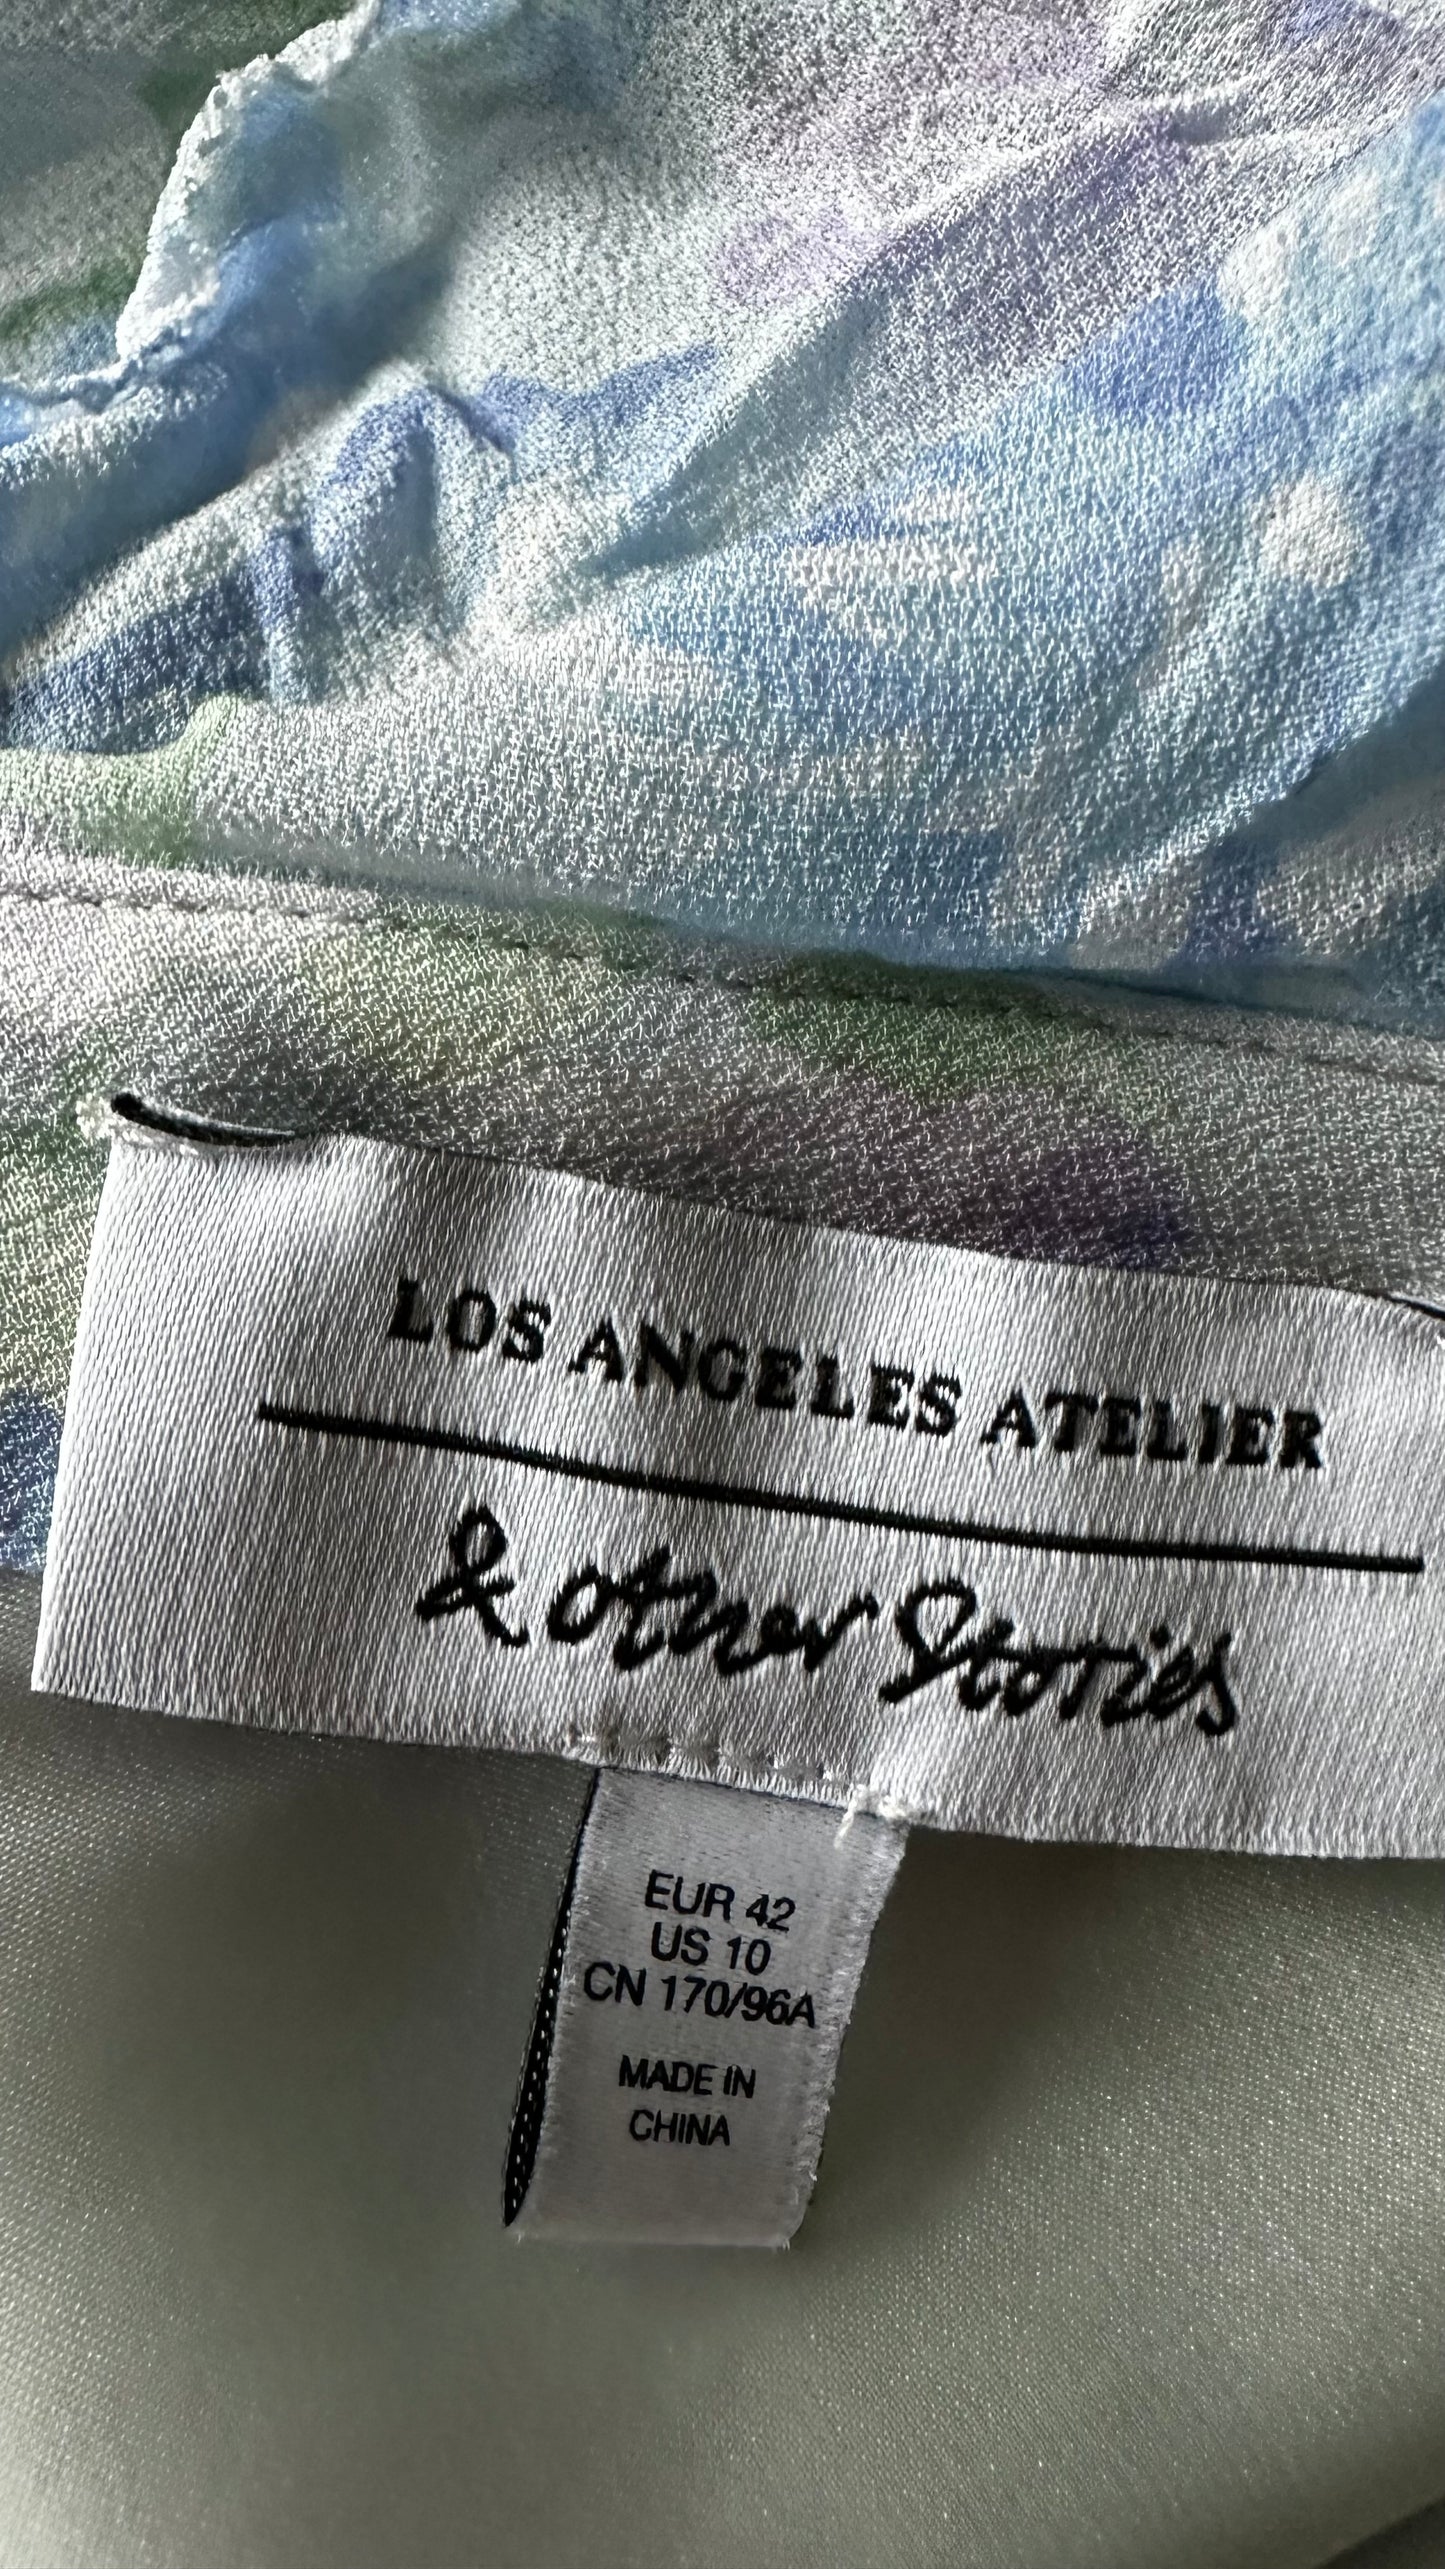 LOS ANGELES ATELIER
& other Stories
EUR 42
US 10
CN 170/96A
MADE IN
CHINA